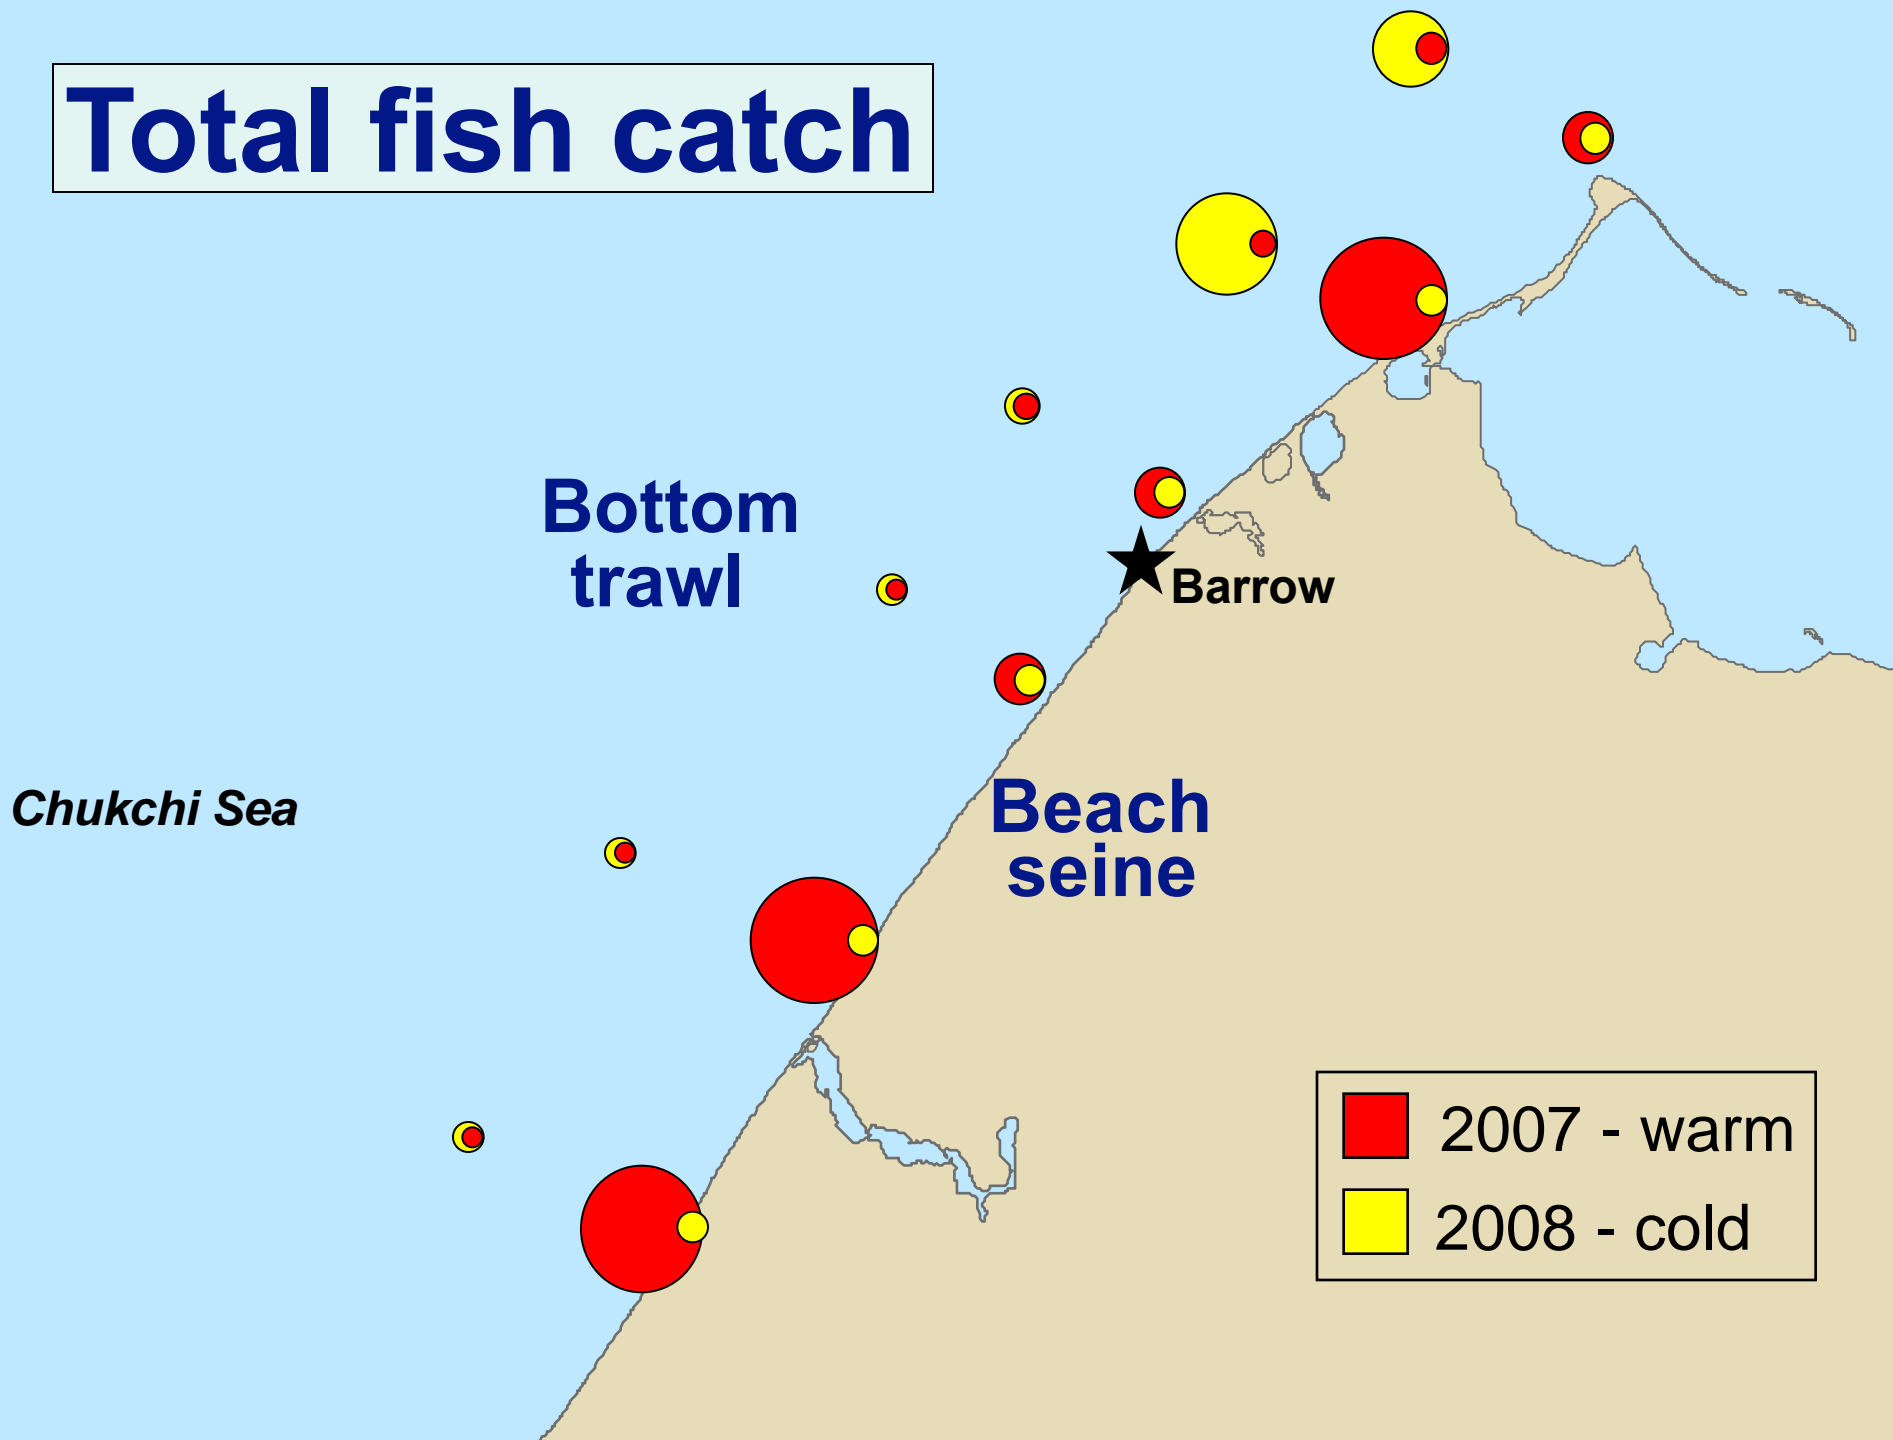 Total fish catch
Bottom
trawl
Barrow
Chukchi Sea
Beach
seine
2007 - warm
2008 - cold